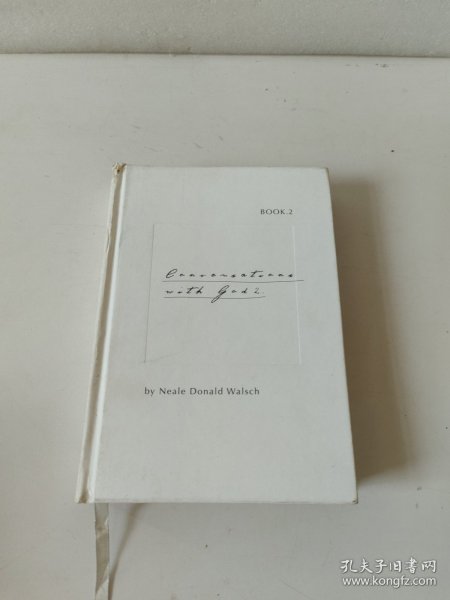 BOOK.2
Conversations
with God 2.
by Neale Donald Walsch
孔夫子旧书网
www.kongfz.com